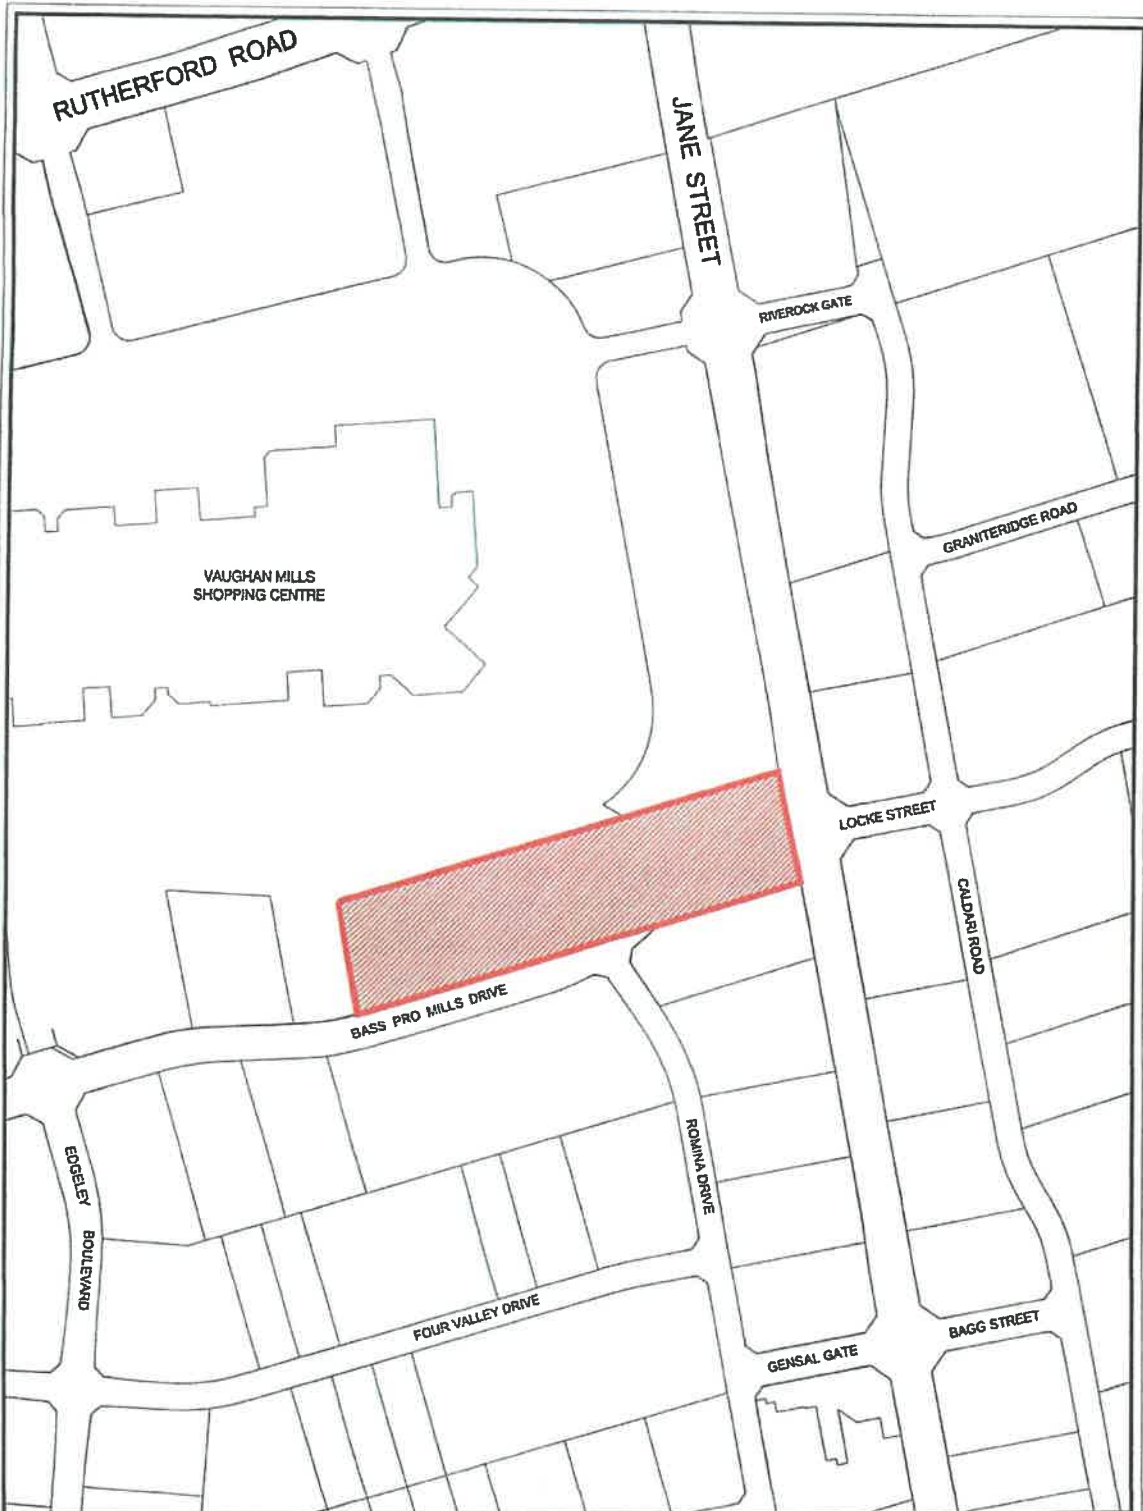 RUTHERFORD ROAD
JANE STREET
RIVEROCK GATE
GRANITERIDGE ROAD
VAUGHAN MILLS
SHOPPING CENTRE
LOCKE STREET
CALDARI ROAD
BASS PRO MILLS DRIVE
ROMINA DRIVE
EDGELEY BOULEVARD
FOUR VALLEY DRIVE
BAGG STREET
GENSAL GATE